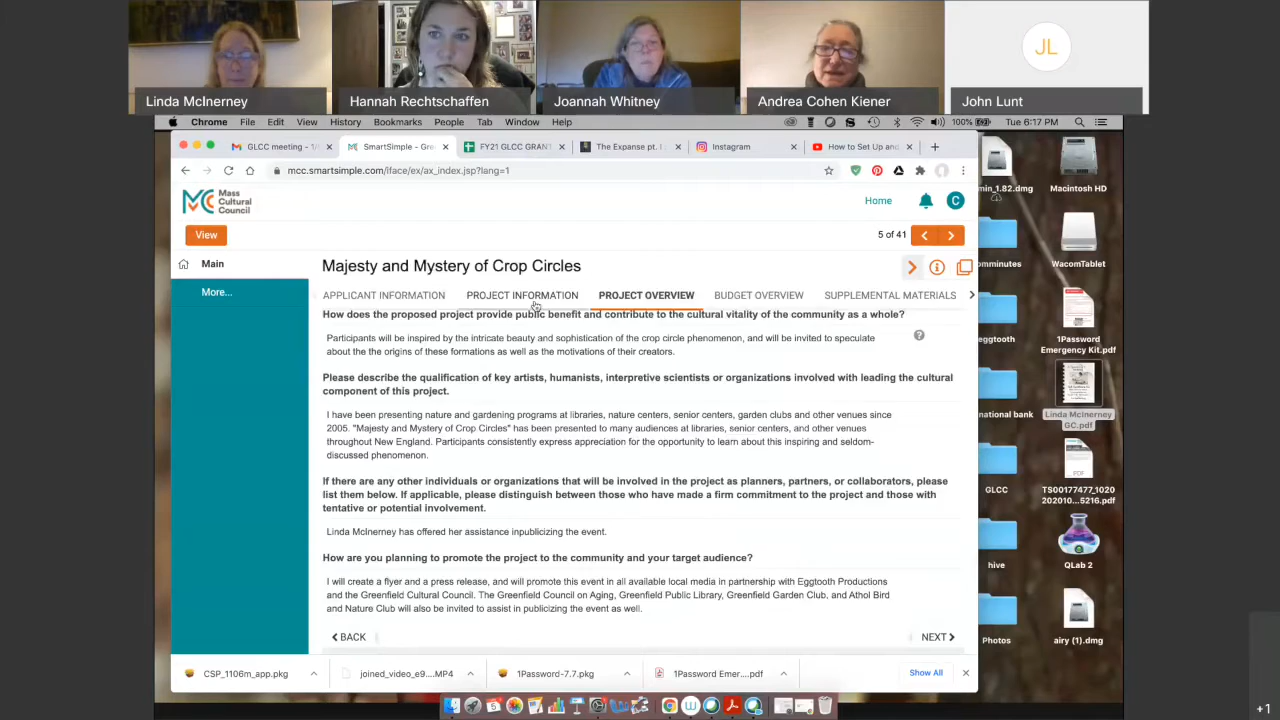 Linda McInerney
Hannah Rechtschaffen
Joannah Whitney
Andrea Cohen Kiener
JL
John Lunt
Chrome File Edit View History Bookmarks People Tab Window Help
100% Tue 6:17 PM
GLCC meeting - 1/
SmartSimple - Gre
FY21 GLCC GRANT
The Expanse pt. I
Instagram
How to Set Up and
mcc.smartsimple.com/iface/ex/ax_index.jsp?lang=1
Mass
Cultural
Council
Home
C
View
5 of 41
Main
More...
Majesty and Mystery of Crop Circles
APPLICANT INFORMATION
PROJECT INFORMATION
PROJECT OVERVIEW
BUDGET OVERVIEW
SUPPLEMENTAL MATERIALS
How does the proposed project provide public benefit and contribute to the cultural vitality of the community as a whole?
Participants will be inspired by the intricate beauty and sophistication of the crop circle phenomenon, and will be invited to speculate
about the the origins of these formations as well as the motivations of their creators.
Please describe the qualification of key artists, humanists, interpretive scientists or organizations involved with leading the cultural
component of this project.
I have been presenting nature and gardening programs at libraries, nature centers, senior centers, garden clubs and other venues since
2005. "Majesty and Mystery of Crop Circles" has been presented to many audiences at libraries, senior centers, and other venues
throughout New England. Participants consistently express appreciation for the opportunity to learn about this inspiring and seldom-
discussed phenomenon.
If there are any other individuals or organizations that will be involved in the project as planners, partners, or collaborators, please
list them below. If applicable, please distinguish between those who have made a firm commitment to the project and those with
tentative or potential involvement.
Linda McInerney has offered her assistance inpublicizing the event.
How are you planning to promote the project to the community and your target audience?
I will create a flyer and a press release, and will promote this event in all available local media in partnership with Eggtooth Productions
and the Greenfield Cultural Council. The Greenfield Council on Aging, Greenfield Public Library, Greenfield Garden Club, and Athol Bird
and Nature Club will also be invited to assist in publicizing the event as well.
BACK
NEXT
CSP_1106m_app.pkg
joined_video_e9....MP4
1Password-7.7.pkg
1Password Emer....pdf
Show All
min_1.82.dmg
Macintosh HD
comminutes
WacomTablet
eggtooth
1Password
Emergency Kit.pdf
national bank
Linda McInerney
GC.pdf
GLCC
TS00177477_1020
202010...5216.pdf
hive
QLab 2
Photos
airy (1).dmg
+1